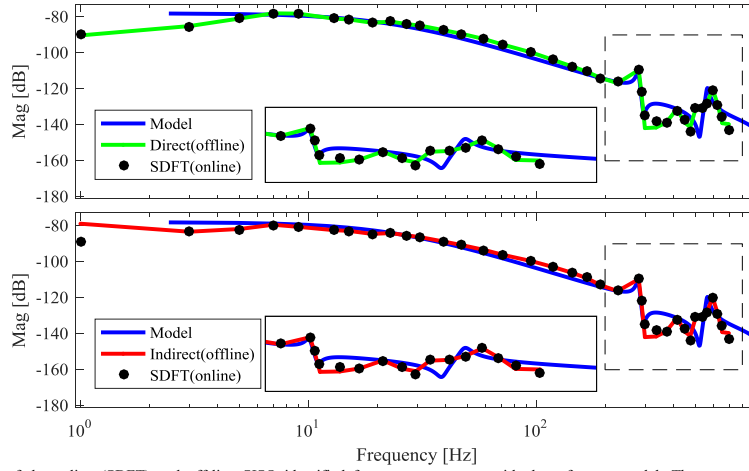 -80
-100
-120
-140
-160
-180
Mag [dB]
Model
Direct(offline)
SDFT(online)
-80
-100
-120
-140
-160
-180
Mag [dB]
Model
Indirect(offline)
SDFT(online)
10^0
10^1
10^2
Frequency [Hz]